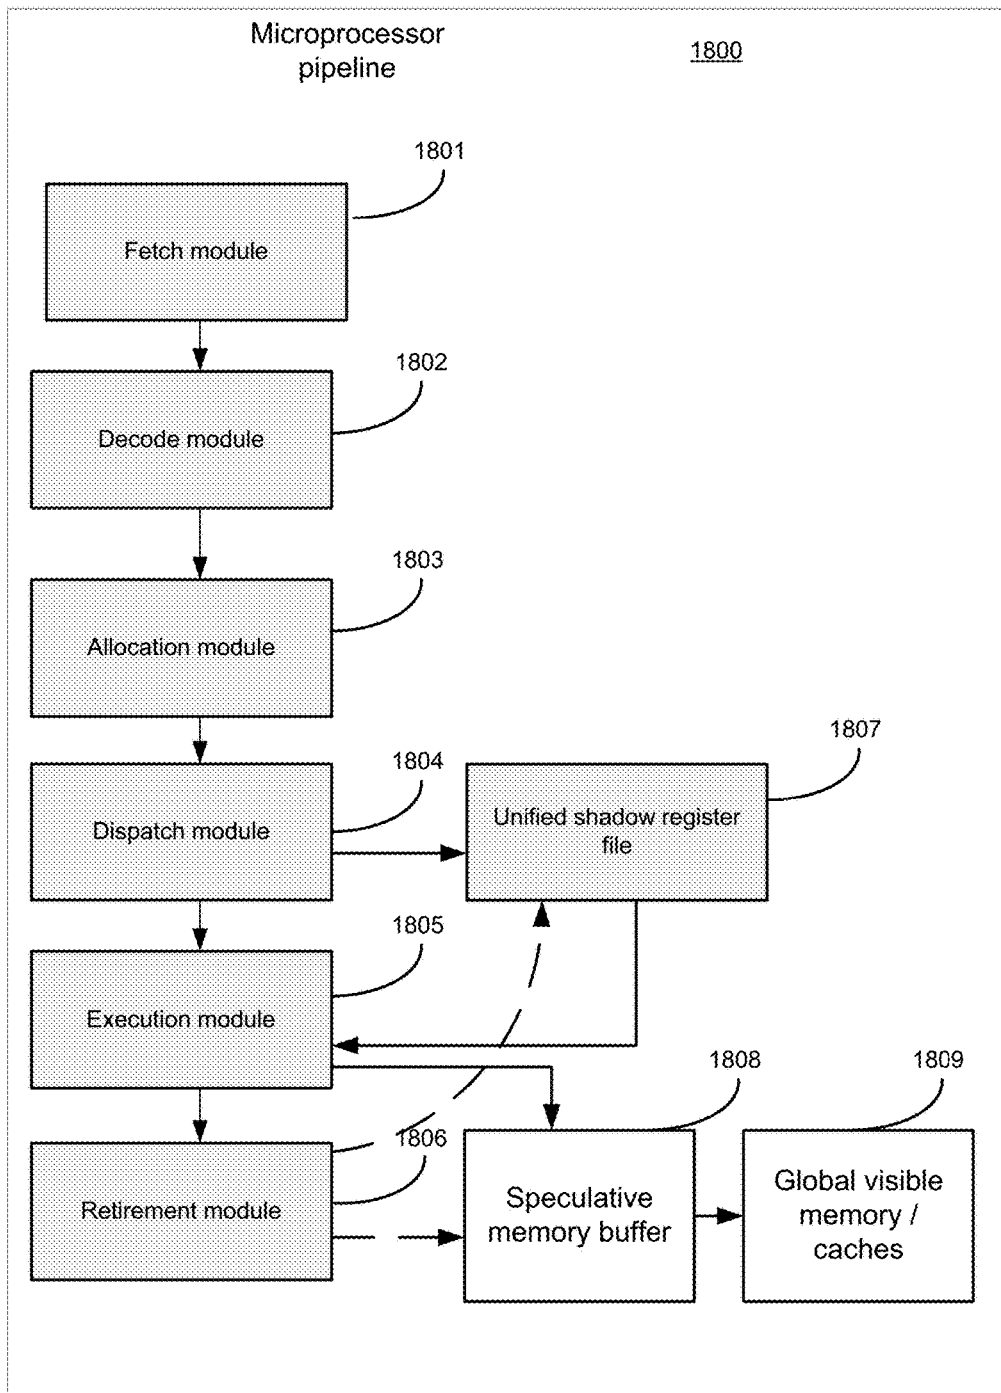 Microprocessor
pipeline
1800
1801
Fetch module
1802
Decode module
1803
Allocation module
1804
Dispatch module
1807
Unified shadow register
file
1805
Execution module
1806
Retirement module
1808
Speculative
memory buffer
1809
Global visible
memory /
caches